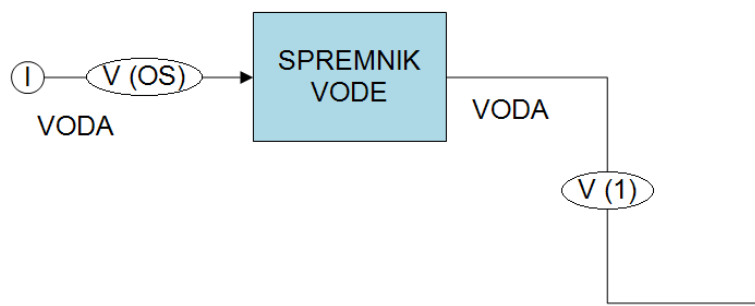 I
V (OS)
VODA
SPREMNIK
VODE
VODA
V (1)